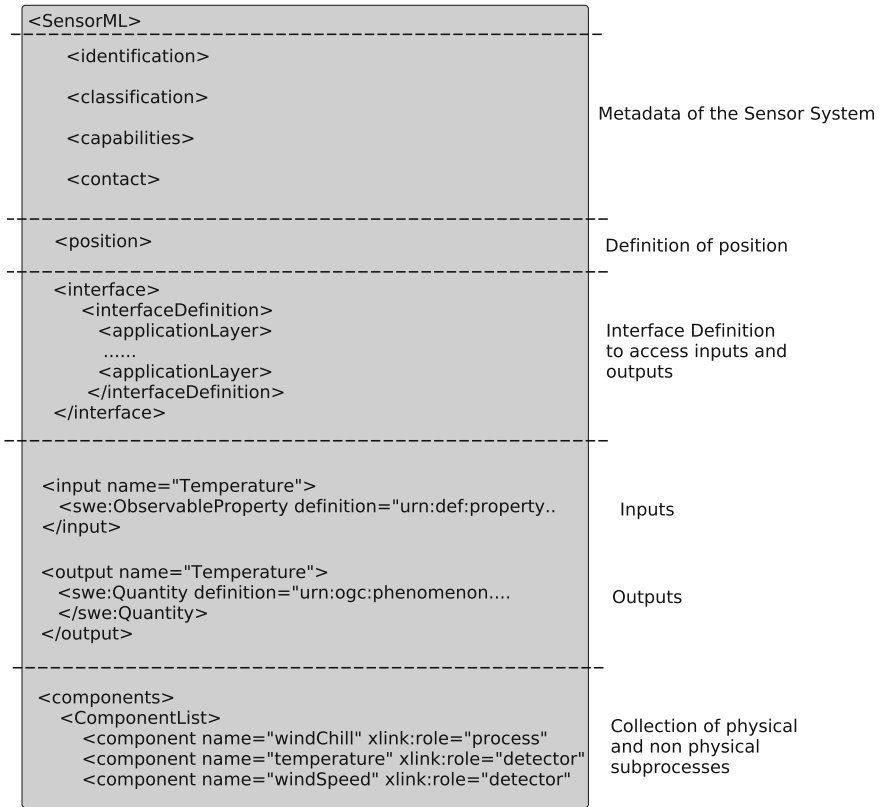 <SensorML>
<identification>
<classification>
<capabilities>
<contact>
Metadata of the Sensor System
<position>
Definition of position
<interface>
<interfaceDefinition>
<applicationLayer>
......
<applicationLayer>
</interfaceDefinition>
</interface>
Interface Definition
to access inputs and
outputs
<input name="Temperature">
<swe:ObservableProperty definition="urn:def:property..
</input>
Inputs
<output name="Temperature">
<swe:Quantity definition="urn:ogc:phenomenon....
</swe:Quantity>
</output>
Outputs
<components>
<ComponentList>
<component name="windChill" xlink:role="process"
<component name="temperature" xlink:role="detector"
<component name="windSpeed" xlink:role="detector"
Collection of physical
and non physical
subprocesses